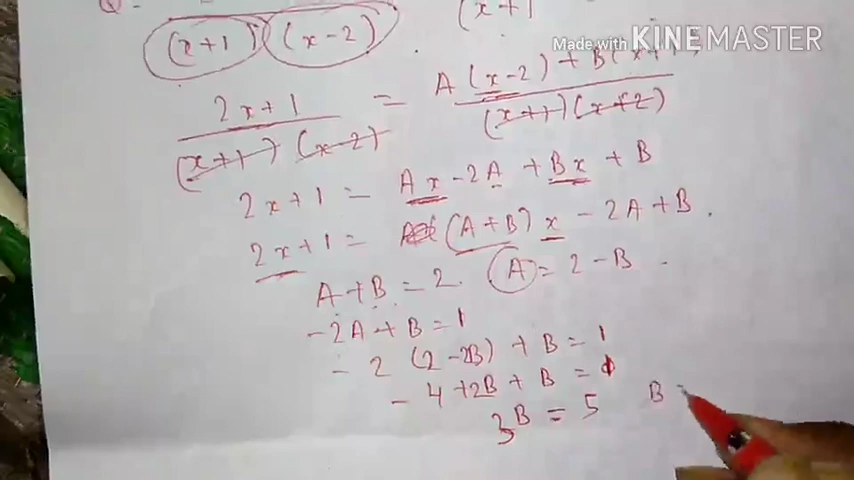 Made with KINEMASTER
(x+1) (x-2) (x+1
2x+1 / (x+1) (x-2) = A (x-2) + B(x+1) / (x+1) (x+2)
2x+1 = Ax - 2A + Bx + B
2x+1 = (A+B) x - 2A + B .
A+B = 2. A = 2-B
-2A + B = 1
-2 (2-2B) + B = 1
-4 + 2B + B = 1
3B = 5 B =